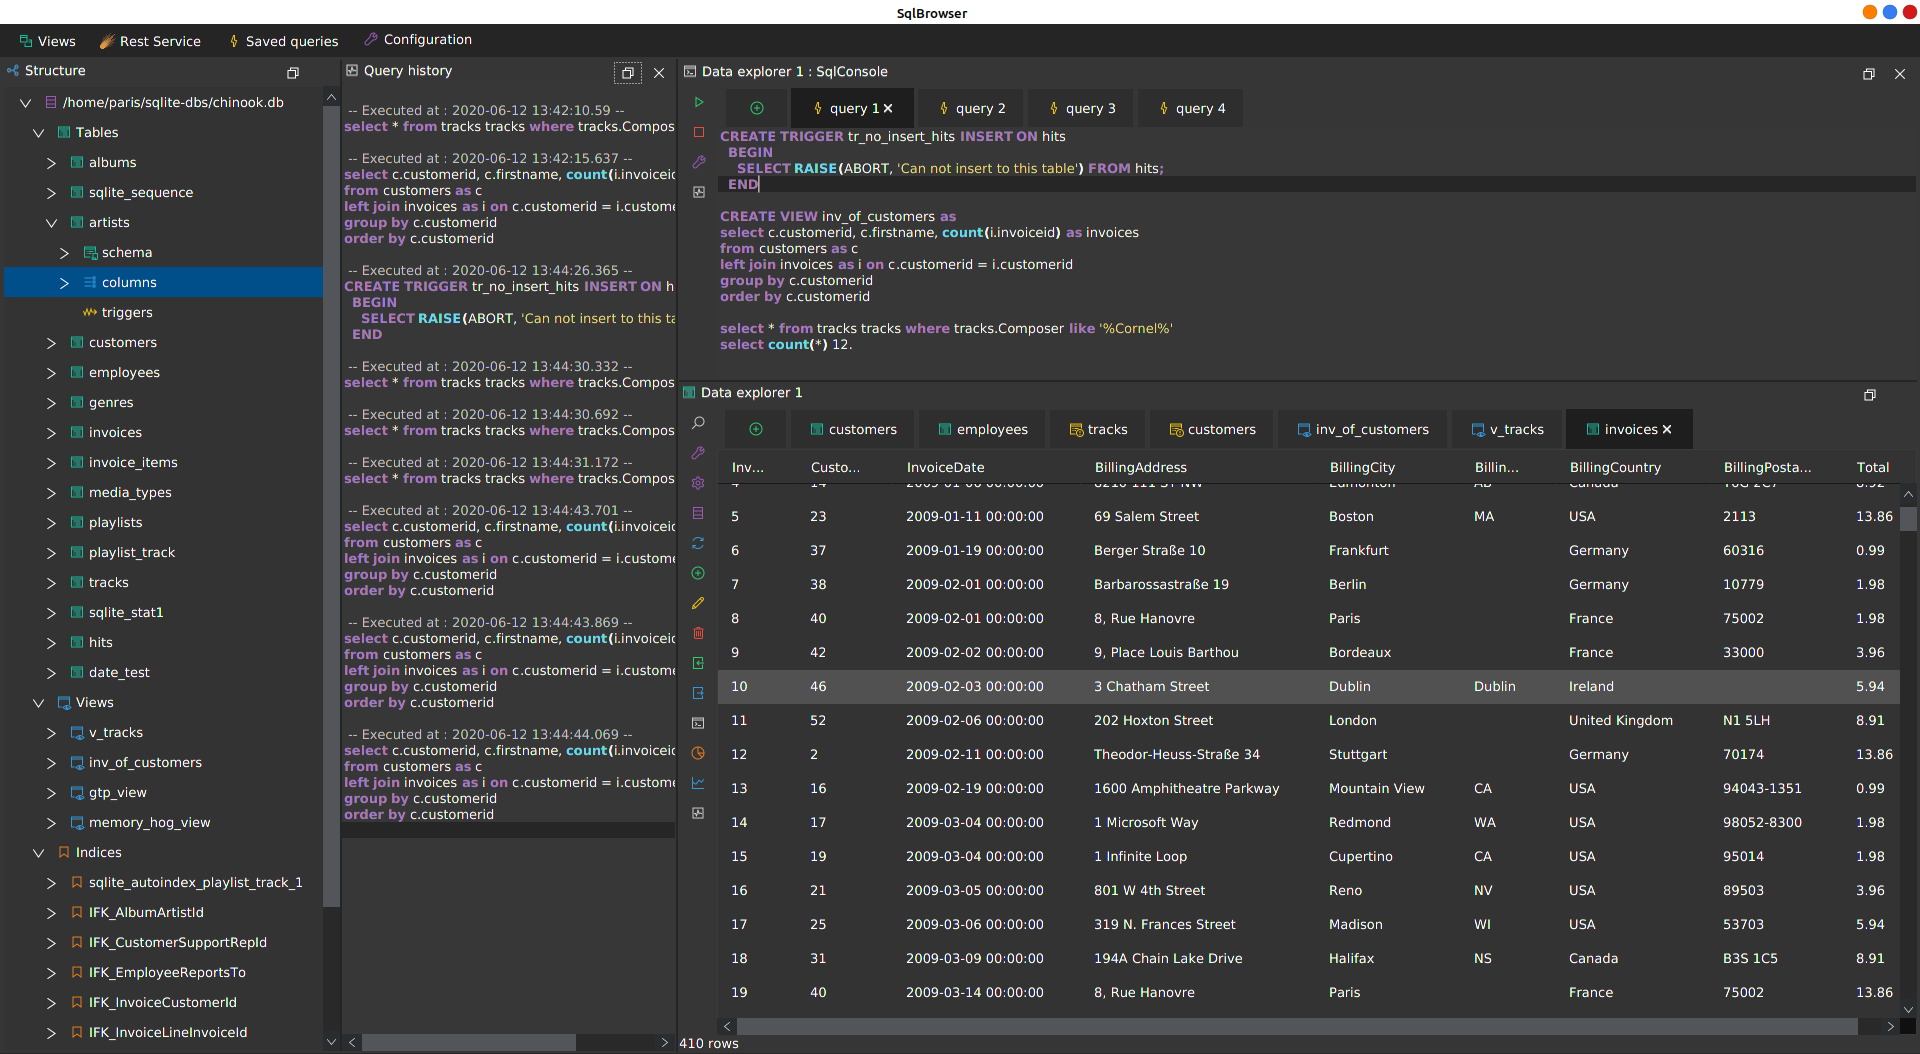 SqlBrowser
Views
Rest Service
Saved queries
Configuration
Structure
/home/paris/sqlite-dbs/chinook.db
Tables
albums
sqlite_sequence
artists
schema
columns
triggers
customers
employees
genres
invoices
invoice_items
media_types
playlists
playlist_track
tracks
sqlite_stat1
hits
date_test
Views
v_tracks
inv_of_customers
gtp_view
memory_hog_view
Indices
sqlite_autoindex_playlist_track_1
IFK_AlbumArtistId
IFK_CustomerSupportRepId
IFK_EmployeeReportsTo
IFK_InvoiceCustomerId
IFK_InvoiceLineInvoiceId
Query history
-- Executed at : 2020-06-12 13:42:10.59 --
select * from tracks tracks where tracks.Compos
-- Executed at : 2020-06-12 13:42:15.637 --
select c.customerid, c.firstname, count(i.invoiceid
from customers as c
left join invoices as i on c.customerid = i.custome
group by c.customerid
order by c.customerid
-- Executed at : 2020-06-12 13:44:26.365 --
CREATE TRIGGER tr_no_insert_hits INSERT ON h
BEGIN
SELECT RAISE(ABORT, 'Can not insert to this ta
END
-- Executed at : 2020-06-12 13:44:30.332 --
select * from tracks tracks where tracks.Compos
-- Executed at : 2020-06-12 13:44:30.692 --
select * from tracks tracks where tracks.Compos
-- Executed at : 2020-06-12 13:44:31.172 --
select * from tracks tracks where tracks.Compos
-- Executed at : 2020-06-12 13:44:43.701 --
select c.customerid, c.firstname, count(i.invoiceid
from customers as c
left join invoices as i on c.customerid = i.custome
group by c.customerid
order by c.customerid
-- Executed at : 2020-06-12 13:44:43.869 --
select c.customerid, c.firstname, count(i.invoiceid
from customers as c
left join invoices as i on c.customerid = i.custome
group by c.customerid
order by c.customerid
-- Executed at : 2020-06-12 13:44:44.069 --
select c.customerid, c.firstname, count(i.invoiceid
from customers as c
left join invoices as i on c.customerid = i.custome
group by c.customerid
order by c.customerid
Data explorer 1 : SqlConsole
query 1 query 2 query 3 query 4
CREATE TRIGGER tr_no_insert_hits INSERT ON hits
BEGIN
SELECT RAISE(ABORT, 'Can not insert to this table') FROM hits;
END
CREATE VIEW inv_of_customers as
select c.customerid, c.firstname, count(i.invoiceid) as invoices
from customers as c
left join invoices as i on c.customerid = i.customerid
group by c.customerid
order by c.customerid
select * from tracks tracks where tracks.Composer like '%Cornel%'
select count(*) 12.
Data explorer 1
customers employees tracks customers inv_of_customers v_tracks invoices
Inv... Custo... InvoiceDate BillingAddress BillingCity Billin... BillingCountry BillingPosta... Total
4 14 2009-01-06 00:00:00 8210 111 ST NW Edmonton AB Canada T6G 2C7 8.92
5 23 2009-01-11 00:00:00 69 Salem Street Boston MA USA 2113 13.86
6 37 2009-01-19 00:00:00 Berger Straße 10 Frankfurt Germany 60316 0.99
7 38 2009-02-01 00:00:00 Barbarossastraße 19 Berlin Germany 10779 1.98
8 40 2009-02-01 00:00:00 8, Rue Hanovre Paris France 75002 1.98
9 42 2009-02-02 00:00:00 9, Place Louis Barthou Bordeaux France 33000 3.96
10 46 2009-02-03 00:00:00 3 Chatham Street Dublin Dublin Ireland 5.94
11 52 2009-02-06 00:00:00 202 Hoxton Street London United Kingdom N1 5LH 8.91
12 2 2009-02-11 00:00:00 Theodor-Heuss-Straße 34 Stuttgart Germany 70174 13.86
13 16 2009-02-19 00:00:00 1600 Amphitheatre Parkway Mountain View CA USA 94043-1351 0.99
14 17 2009-03-04 00:00:00 1 Microsoft Way Redmond WA USA 98052-8300 1.98
15 19 2009-03-04 00:00:00 1 Infinite Loop Cupertino CA USA 95014 1.98
16 21 2009-03-05 00:00:00 801 W 4th Street Reno NV USA 89503 3.96
17 25 2009-03-06 00:00:00 319 N. Frances Street Madison WI USA 53703 5.94
18 31 2009-03-09 00:00:00 194A Chain Lake Drive Halifax NS Canada B3S 1C5 8.91
19 40 2009-03-14 00:00:00 8, Rue Hanovre Paris France 75002 13.86
410 rows